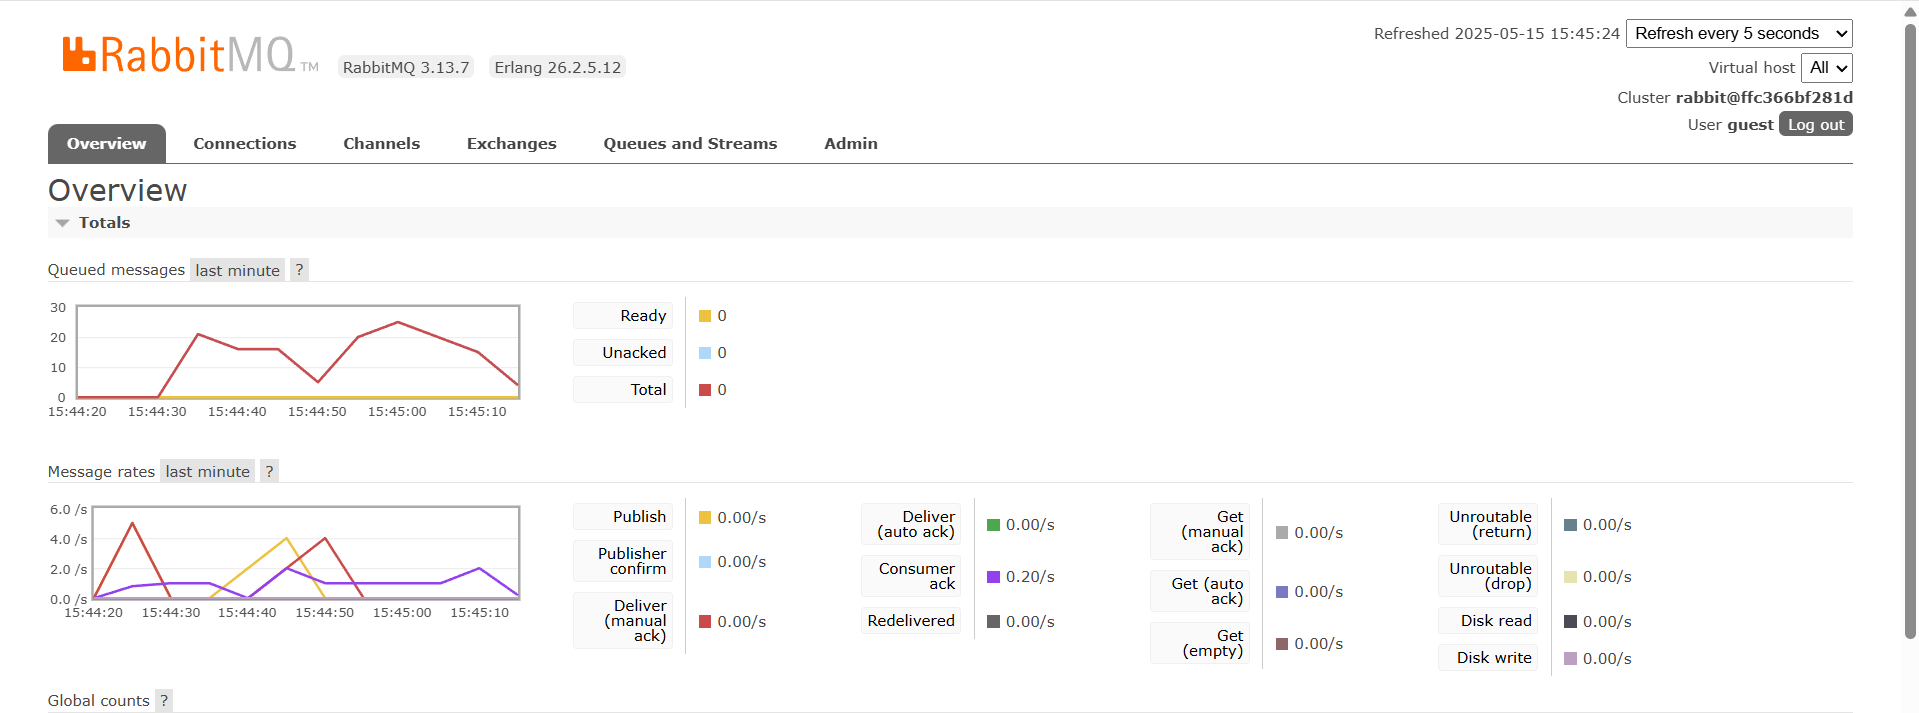 RabbitMQ TM
RabbitMQ 3.13.7 Erlang 26.2.5.12
Refreshed 2025-05-15 15:45:24 Refresh every 5 seconds
Virtual host All
Cluster rabbit@ffc366bf281d
User guest Log out
Overview Connections Channels Exchanges Queues and Streams Admin
Overview
Totals
Queued messages last minute ?
30
20
10
0
15:44:20 15:44:30 15:44:40 15:44:50 15:45:00 15:45:10
Ready 0
Unacked 0
Total 0
Message rates last minute ?
6.0 /s
4.0 /s
2.0 /s
0.0 /s
15:44:20 15:44:30 15:44:40 15:44:50 15:45:00 15:45:10
Publish 0.00/s
Publisher
confirm 0.00/s
Deliver
(manual
ack) 0.00/s
Deliver
(auto ack) 0.00/s
Consumer
ack 0.20/s
Redelivered 0.00/s
Get
(manual
ack) 0.00/s
Get (auto
ack) 0.00/s
Get
(empty) 0.00/s
Unroutable
(return) 0.00/s
Unroutable
(drop) 0.00/s
Disk read 0.00/s
Disk write 0.00/s
Global counts ?